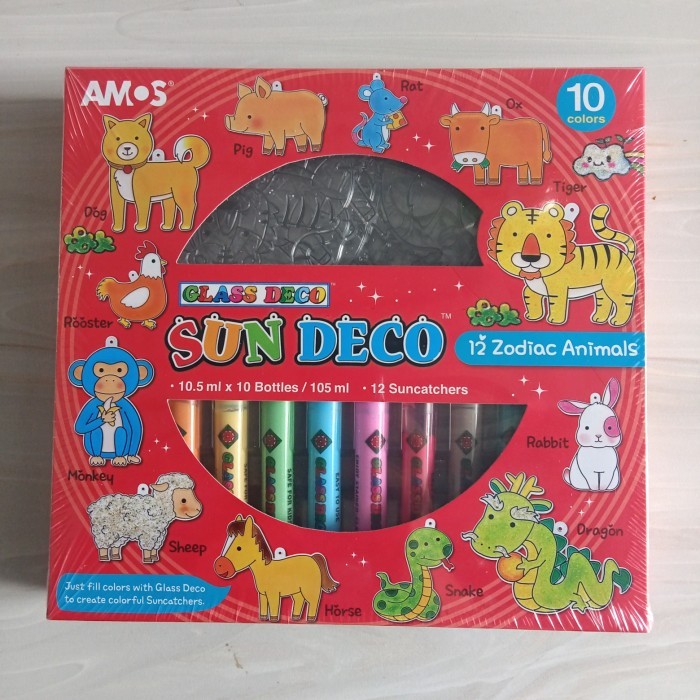 AMOS®
10
colors
Pig
Rat
Ox
Tiger
Dog
GLASS DECO
Rooster
SUN DECO™
12 Zodiac Animals
· 10.5 ml x 10 Bottles / 105 ml · 12 Suncatchers
Monkey
Rabbit
Sheep
Horse
Snake
Dragon
Just fill colors with Glass Deco
to create colorful Suncatchers.